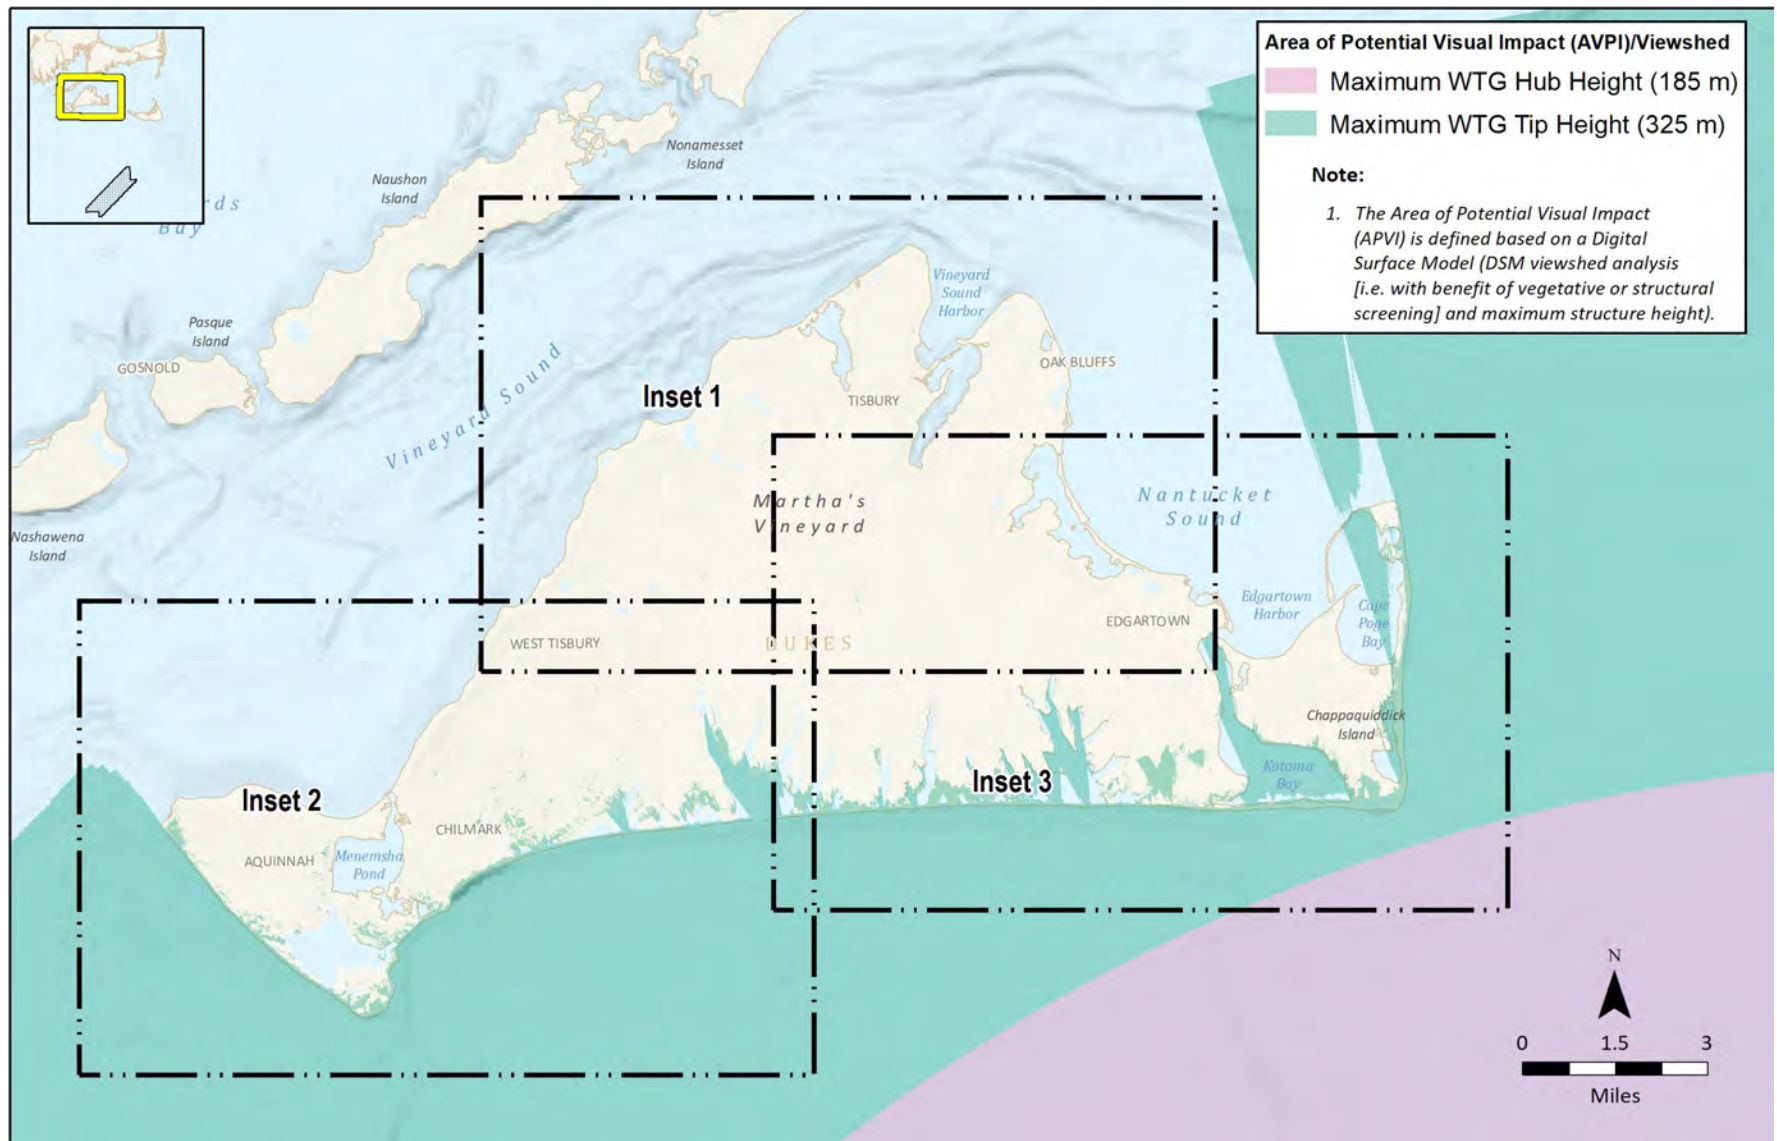 Area of Potential Visual Impact (AVPI)/Viewshed
Maximum WTG Hub Height (185 m)
Maximum WTG Tip Height (325 m)
Note:
1. The Area of Potential Visual Impact
(APVI) is defined based on a Digital
Surface Model (DSM viewshed analysis
[i.e. with benefit of vegetative or structural
screening] and maximum structure height).
rds
Bay
Nonamesset
Island
Naushon
Island
Pasque
Island
GOSNOLD
Nashawena
Island
Vineyard Sound
Vineyard
Sound
Harbor
OAK BLUFFS
Inset 1
TISBURY
Martha's
Vineyard
Nantucket
Sound
Edgartown
Harbor
Cape
Poge
Bay
EDGARTOWN
WEST TISBURY
DUKES
Chappaquiddick
Island
Katama
Bay
Inset 3
Inset 2
CHILMARK
AQUINNAH
Menemsha
Pond
N
0 1.5 3
Miles